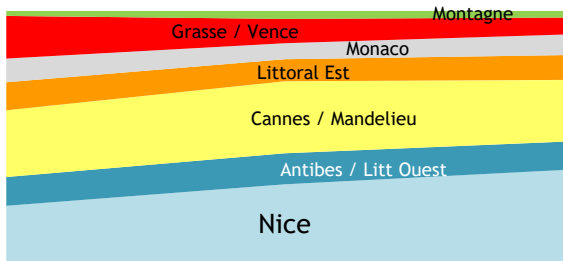 Montagne
Grasse / Vence
Monaco
Littoral Est
Cannes / Mandelieu
Antibes / Litt Ouest
Nice